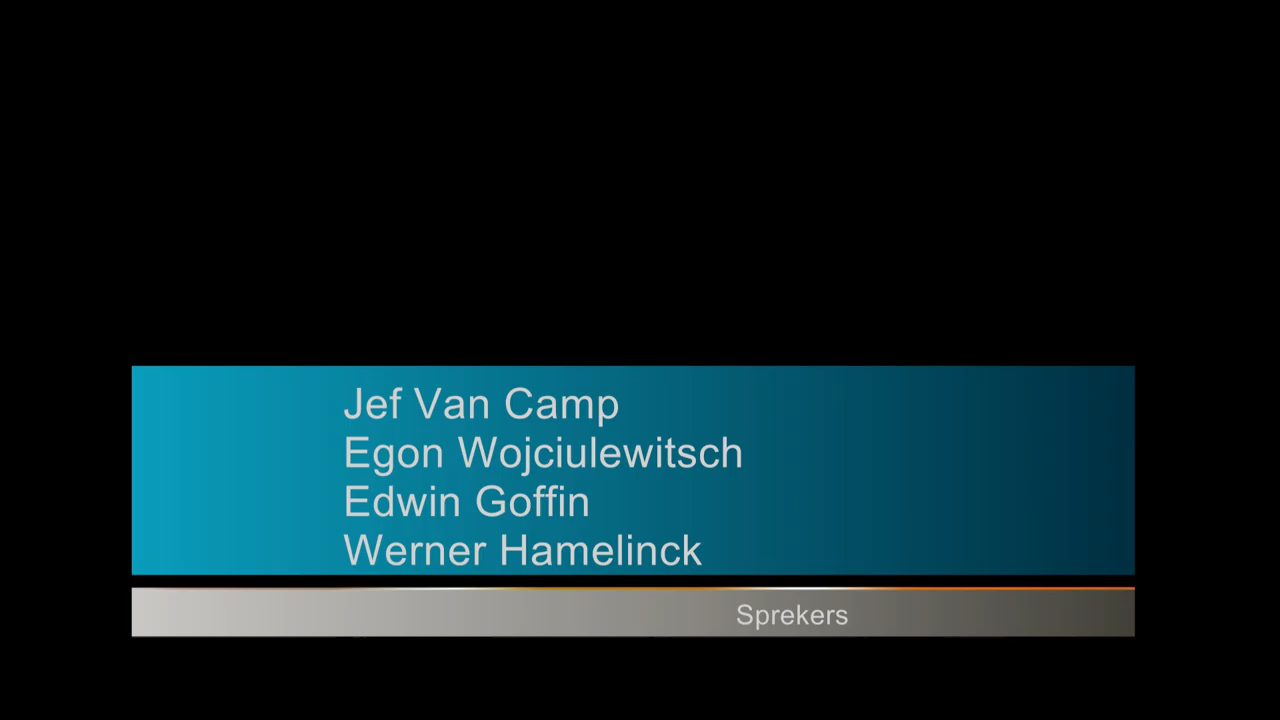 Jef Van Camp
Egon Wojciulewitsch
Edwin Goffin
Werner Hamelinck
Sprekers